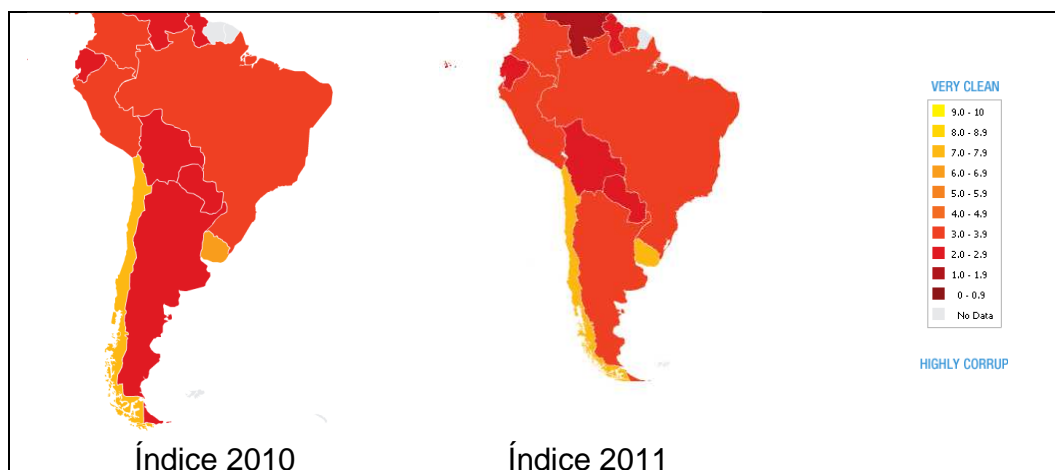 VERY CLEAN
9.0 - 10
8.0 - 8.9
7.0 - 7.9
6.0 - 6.9
5.0 - 5.9
4.0 - 4.9
3.0 - 3.9
2.0 - 2.9
1.0 - 1.9
0 - 0.9
No Data
HIGHLY CORRUP
Índice 2010
Índice 2011